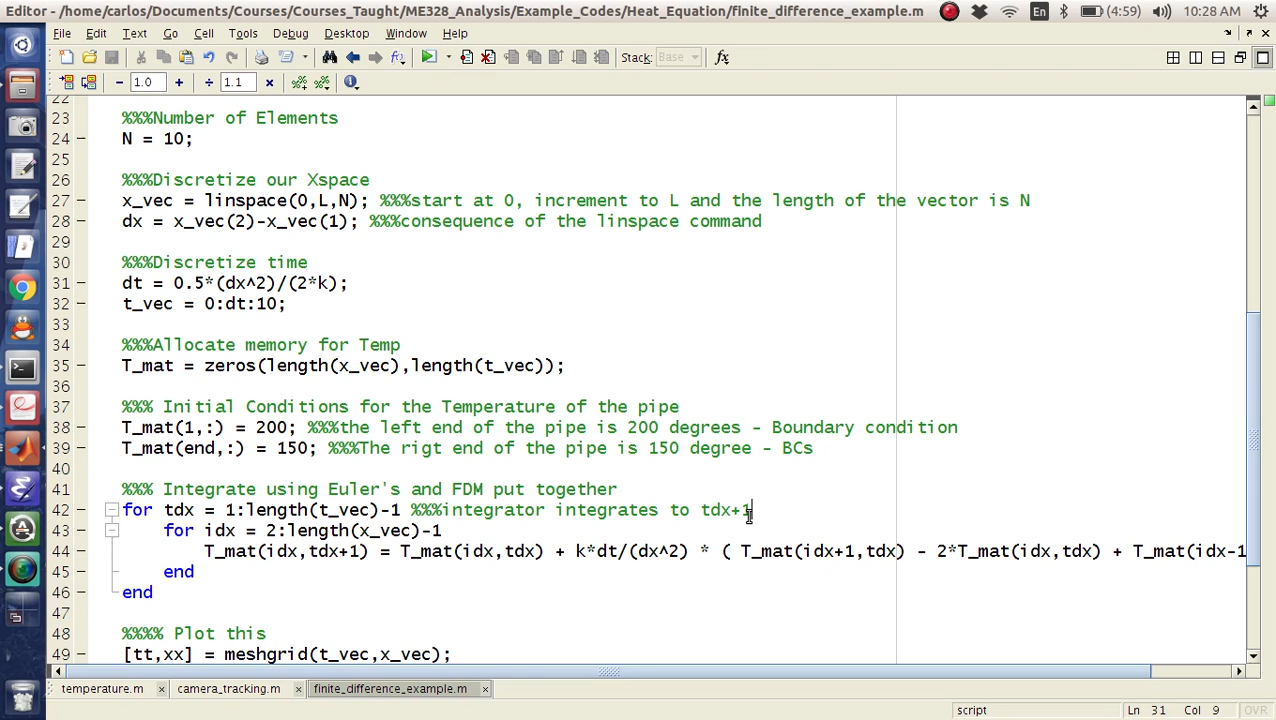 Editor - /home/carlos/Documents/Courses/Courses_Taught/ME328_Analysis/Example_Codes/Heat_Equation/finite_difference_example.m En (4:59) 10:28 AM
File Edit Text Go Cell Tools Debug Desktop Window Help
Stack: Base fx
- 1.0 + ÷ 1.1 ×
22
23 %%%Number of Elements
24 N = 10;
25
26 %%%Discretize our Xspace
27 x_vec = linspace(0,L,N); %%%start at 0, increment to L and the length of the vector is N
28 dx = x_vec(2)-x_vec(1); %%%consequence of the linspace command
29
30 %%%Discretize time
31 dt = 0.5*(dx^2)/(2*k);
32 t_vec = 0:dt:10;
33
34 %%%Allocate memory for Temp
35 T_mat = zeros(length(x_vec),length(t_vec));
36
37 %%% Initial Conditions for the Temperature of the pipe
38 T_mat(1,:) = 200; %%%the left end of the pipe is 200 degrees - Boundary condition
39 T_mat(end,:) = 150; %%%The rigt end of the pipe is 150 degree - BCs
40
41 %%% Integrate using Euler's and FDM put together
42 for tdx = 1:length(t_vec)-1 %%%integrator integrates to tdx+1
43 for idx = 2:length(x_vec)-1
44 T_mat(idx,tdx+1) = T_mat(idx,tdx) + k*dt/(dx^2) * ( T_mat(idx+1,tdx) - 2*T_mat(idx,tdx) + T_mat(idx-1
45 end
46 end
47
48 %%%% Plot this
49 [tt,xx] = meshgrid(t_vec,x_vec);
temperature.m × camera_tracking.m × finite_difference_example.m ×
script Ln 31 Col 9 OVR